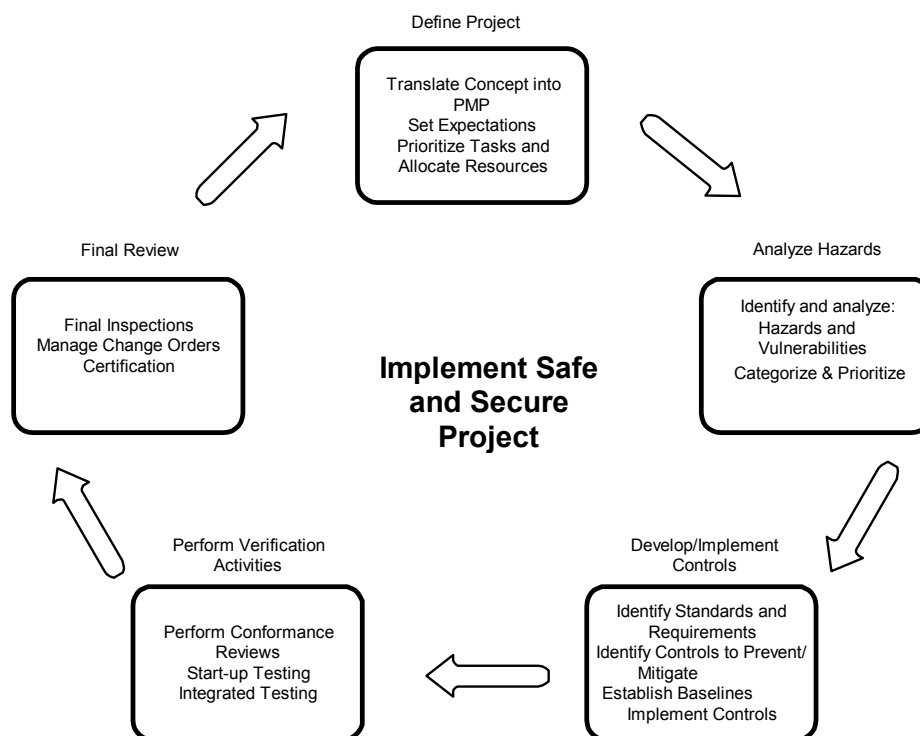 Define Project
Translate Concept into
PMP
Set Expectations
Prioritize Tasks and
Allocate Resources
Analyze Hazards
Identify and analyze:
Hazards and
Vulnerabilities
Categorize & Prioritize
Develop/Implement
Controls
Identify Standards and
Requirements
Identify Controls to Prevent/
Mitigate
Establish Baselines
Implement Controls
Perform Verification
Activities
Perform Conformance
Reviews
Start-up Testing
Integrated Testing
Final Review
Final Inspections
Manage Change Orders
Certification
Implement Safe
and Secure
Project